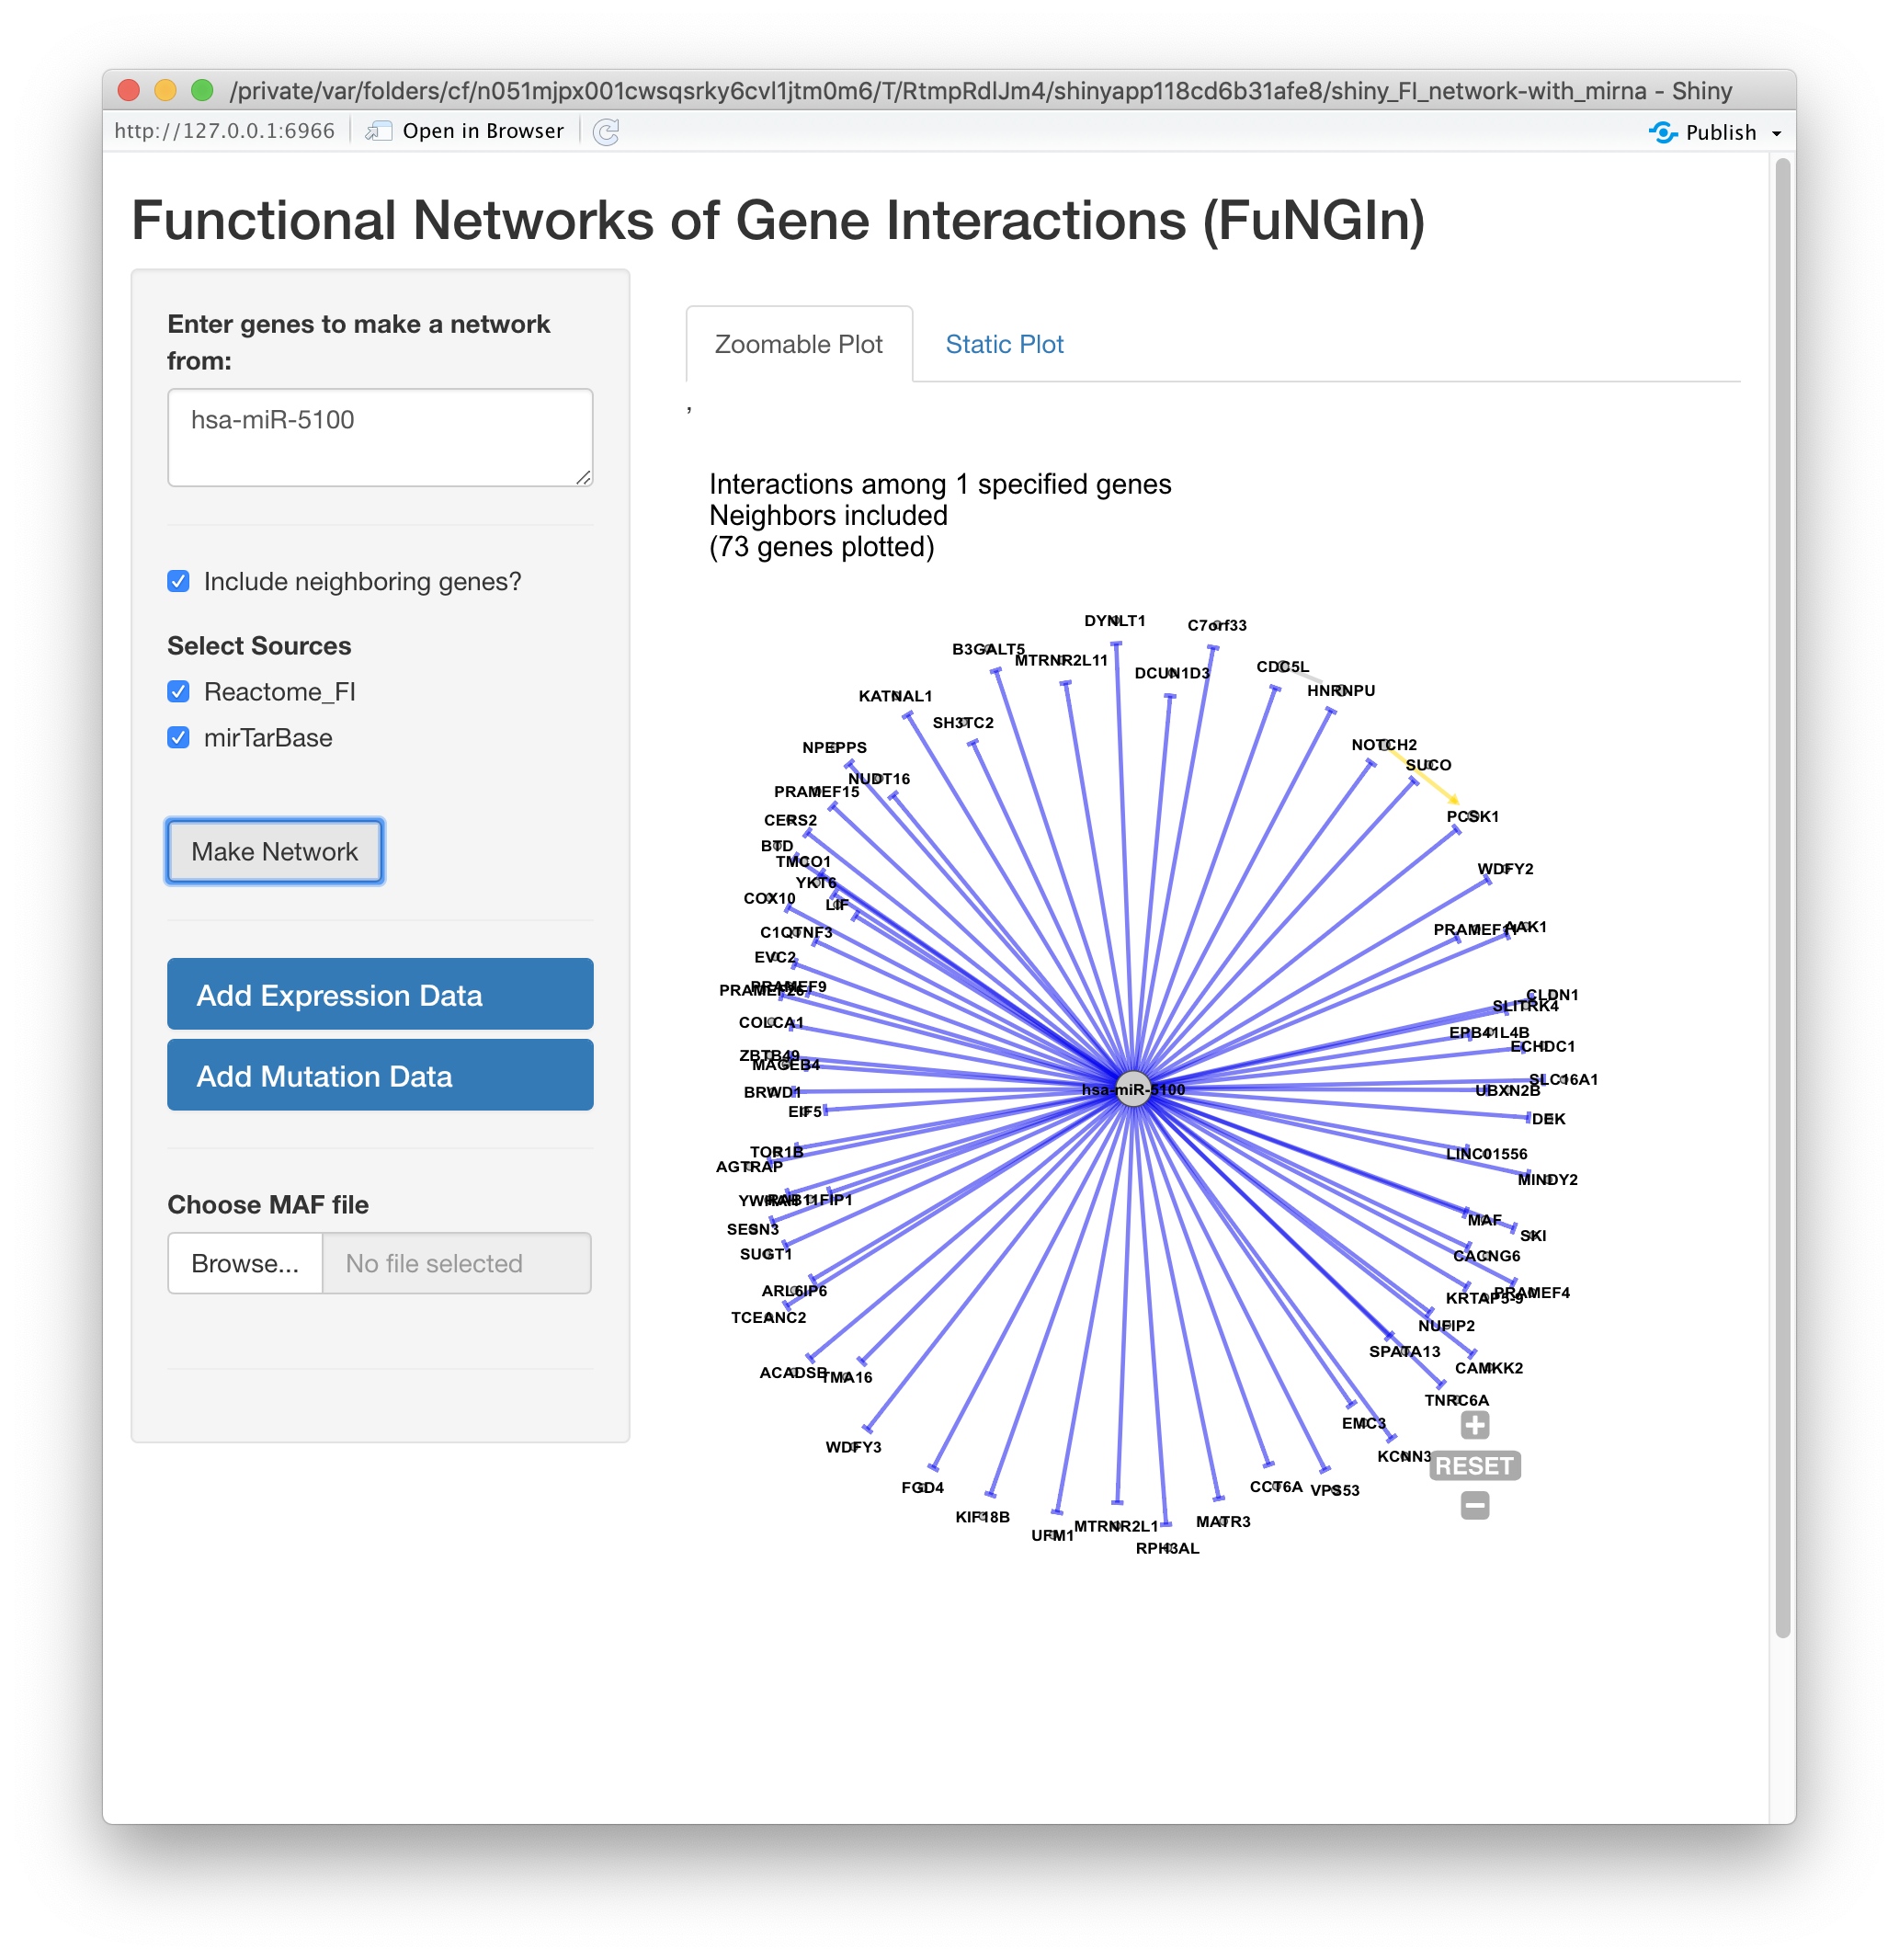 /private/var/folders/cf/n051mjpx001cwsqsrky6cvl1jtm0m6/T/RtmpRdlJm4/shinyapp118cd6b31afe8/shiny_FI_network-with_mirna - Shiny
http://127.0.0.1:6966 Open in Browser Publish
Functional Networks of Gene Interactions (FuNGIn)
Enter genes to make a network
from:
hsa-miR-5100
Include neighboring genes?
Select Sources
Reactome_FI
mirTarBase
Make Network
Add Expression Data
Add Mutation Data
Choose MAF file
Browse... No file selected
Zoomable Plot Static Plot
,
Interactions among 1 specified genes
Neighbors included
(73 genes plotted)
DYNLT1
C7orf33
B3GALT5
MTRNR2L11
CDC5L
DCUN1D3
HNRNPU
KATNAL1
SH3TC2
NOTCH2
NPEPPS
SUCO
NUDT16
PRAMEF15
PCSK1
CERS2
BTD
TMCO1
WDFY2
YKT6
COX10
LIF
AAK1
PRAMEF11
C1QTNF3
EVC2
PRAMEF9
PRAMEF26
CLDN1
SLITRK4
COLCA1
EPB41L4B
ECHDC1
ZBTB49
MAGEB4
SLC16A1
hsa-miR-5100
UBXN2B
BRWD1
EIF5
DEK
TOR1B
LINC01556
AGTRAP
MINDY2
RAB11FIP1
MAF
SESN3
SKI
SUGT1
CACNG6
ARL6IP6
PRAMEF4
KRTAP5-9
TCEANC2
NUFIP2
SPATA13
CAMKK2
ACADSB
TMA16
TNRC6A
EMC3
WDFY3
KCNN3
RESET
CCT6A
FGD4
VPS53
KIF18B
MATR3
MTRNR2L1
UFM1
RPH3AL